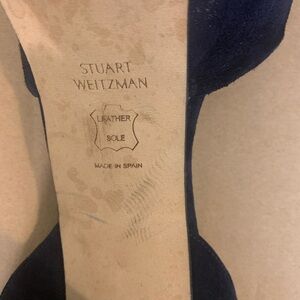 STUART
WEITZMAN
LEATHER
SOLE
MADE IN SPAIN